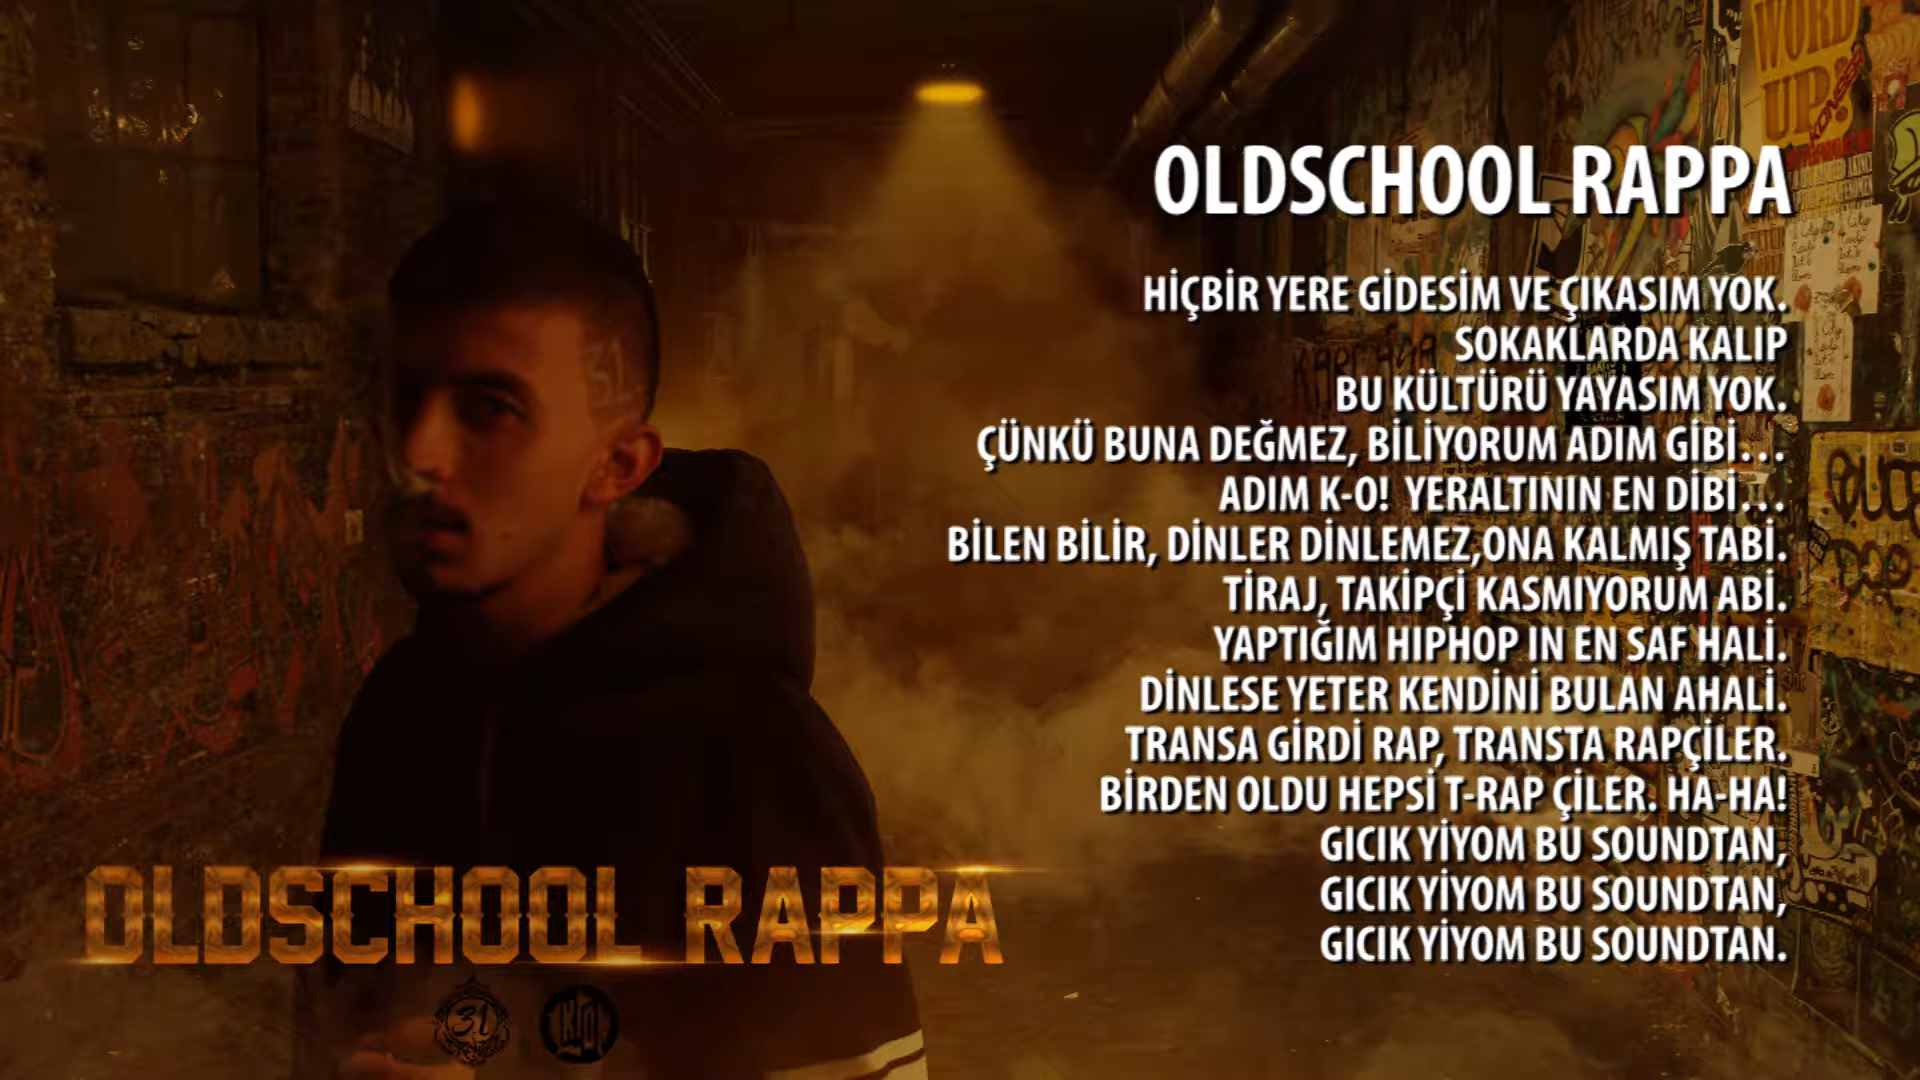 WORD
UP!
KONSER
OLDSCHOOL RAPPA
HİÇBİR YERE GİDESİM VE ÇIKASIM YOK.
SOKAKLARDA KALIP
BU KÜLTÜRÜ YAYASIM YOK.
ÇÜNKÜ BUNA DEĞMEZ, BİLİYORUM ADIM GİBİ...
ADIM K-O! YERALTININ EN DİBİ...
BİLEN BİLİR, DİNLER DİNLEMEZ,ONA KALMIŞ TABİ.
TİRAJ, TAKİPÇİ KASMIYORUM ABİ.
YAPTIĞIM HIPHOP IN EN SAF HALİ.
DİNLESE YETER KENDİNİ BULAN AHALİ.
TRANSA GİRDİ RAP, TRANSTA RAPÇİLER.
BİRDEN OLDU HEPSİ T-RAP ÇİLER. HA-HA!
GICIK YİYOM BU SOUNDTAN,
GICIK YİYOM BU SOUNDTAN,
GICIK YİYOM BU SOUNDTAN.
OLDSCHOOL RAPPA
31
K/O